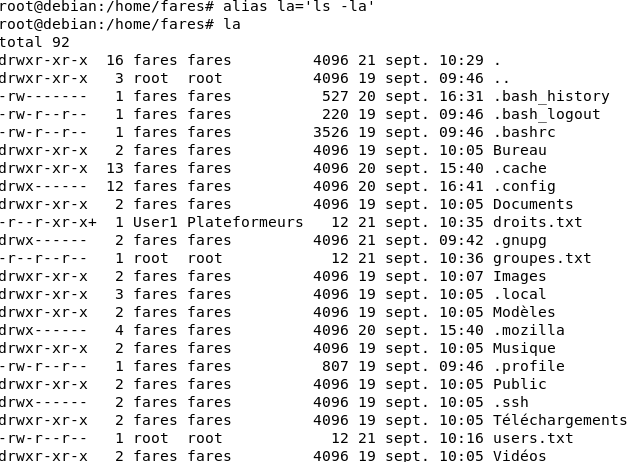 root@debian:/home/fares# alias la='ls -la'
root@debian:/home/fares# la
total 92
drwxr-xr-x  16 fares fares         4096 21 sept. 10:29 .
drwxr-xr-x   3 root  root          4096 19 sept. 09:46 ..
-rw-------   1 fares fares          527 20 sept. 16:31 .bash_history
-rw-r--r--   1 fares fares          220 19 sept. 09:46 .bash_logout
-rw-r--r--   1 fares fares         3526 19 sept. 09:46 .bashrc
drwxr-xr-x   2 fares fares         4096 19 sept. 10:05 Bureau
drwxr-xr-x  13 fares fares         4096 20 sept. 15:40 .cache
drwx------  12 fares fares         4096 20 sept. 16:41 .config
drwxr-xr-x   2 fares fares         4096 19 sept. 10:05 Documents
-r--r-xr-x+  1 User1 Plateformeurs   12 21 sept. 10:35 droits.txt
drwx------   2 fares fares         4096 21 sept. 09:42 .gnupg
-r--r--r--   1 root  root            12 21 sept. 10:36 groupes.txt
drwxr-xr-x   2 fares fares         4096 19 sept. 10:07 Images
drwxr-xr-x   3 fares fares         4096 19 sept. 10:05 .local
drwxr-xr-x   2 fares fares         4096 19 sept. 10:05 Modèles
drwx------   4 fares fares         4096 20 sept. 15:40 .mozilla
drwxr-xr-x   2 fares fares         4096 19 sept. 10:05 Musique
-rw-r--r--   1 fares fares          807 19 sept. 09:46 .profile
drwxr-xr-x   2 fares fares         4096 19 sept. 10:05 Public
drwx------   2 fares fares         4096 19 sept. 10:05 .ssh
drwxr-xr-x   2 fares fares         4096 19 sept. 10:05 Téléchargements
-rw-r--r--   1 root  root            12 21 sept. 10:16 users.txt
drwxr-xr-x   2 fares fares         4096 19 sept. 10:05 Vidéos